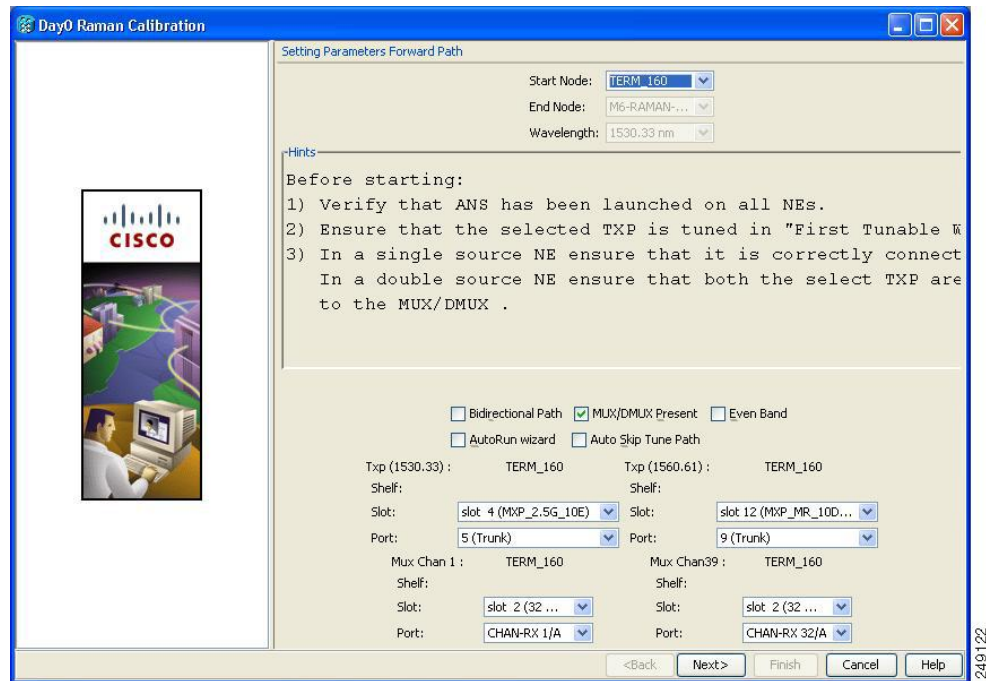 Day0 Raman Calibration
CISCO
Setting Parameters Forward Path
Start Node: TERM_160
End Node: M6-RAMAN-...
Wavelength: 1530.33 nm
Hints
Before starting:
1) Verify that ANS has been launched on all NEs.
2) Ensure that the selected TXP is tuned in "First Tunable W
3) In a single source NE ensure that it is correctly connect
In a double source NE ensure that both the select TXP are
to the MUX/DMUX .
Bidirectional Path MUX/DMUX Present Even Band
AutoRun wizard Auto Skip Tune Path
Txp (1530.33) : TERM_160 Txp (1560.61) : TERM_160
Shelf: Shelf:
Slot: slot 4 (MXP_2.5G_10E) Slot: slot 12 (MXP_MR_10D...
Port: 5 (Trunk) Port: 9 (Trunk)
Mux Chan 1 : TERM_160 Mux Chan39 : TERM_160
Shelf: Shelf:
Slot: slot 2 (32 ... Slot: slot 2 (32 ...
Port: CHAN-RX 1/A Port: CHAN-RX 32/A
<Back Next> Finish Cancel Help
249122